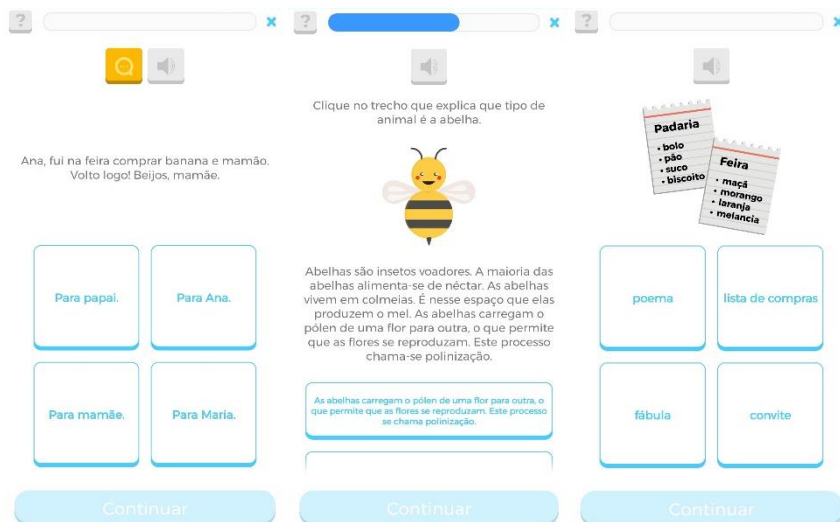 ?
Ana, fui na feira comprar banana e mamão.
Volto logo! Beijos, mamãe.
Para papai.
Para Ana.
Para mamãe.
Para Maria.
Continuar
?
Clique no trecho que explica que tipo de
animal é a abelha.
Abelhas são insetos voadores. A maioria das
abelhas alimenta-se de néctar. As abelhas
vivem em colmeias. É nesse espaço que elas
produzem o mel. As abelhas carregam o
pólen de uma flor para outra, o que permite
que as flores se reproduzam. Este processo
chama-se polinização.
As abelhas carregam o pólen de uma flor para outra, o
que permite que as flores se reproduzam. Este processo
se chama polinização.
Continuar
?
Padaria
• bolo
• pão
• suco
• biscoito
Feira
• maçã
• morango
• laranja
• melancia
poema
lista de compras
fábula
convite
Continuar